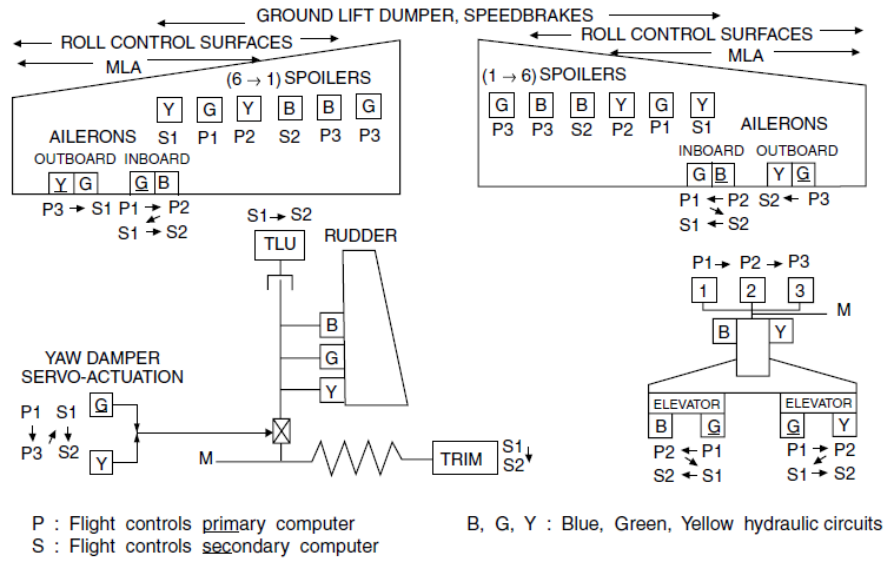 GROUND LIFT DUMPER, SPEEDBRAKES
ROLL CONTROL SURFACES
MLA
(6 → 1) SPOILERS
Y G Y B B G
S1 P1 P2 S2 P3 P3
AILERONS
OUTBOARD INBOARD
Y G G B
P3 → S1 P1 → P2
S1 → S2
ROLL CONTROL SURFACES
MLA
(1 → 6) SPOILERS
G B B Y G Y
P3 P3 S2 P2 P1 S1
AILERONS
INBOARD OUTBOARD
G B Y G
P1 ← P2 S2 ← P3
S1 ← S2
S1 → S2
TLU
RUDDER
B
G
Y
YAW DAMPER
SERVO-ACTUATION
P1 S1 G
P3 S2
Y
M
TRIM
S1
S2
P1 → P2 → P3
1 2 3
M
B Y
ELEVATOR ELEVATOR
B G G Y
P2 ← P1 P1 → P2
S2 ← S1 S1 → S2
P : Flight controls primary computer
S : Flight controls secondary computer
B, G, Y : Blue, Green, Yellow hydraulic circuits